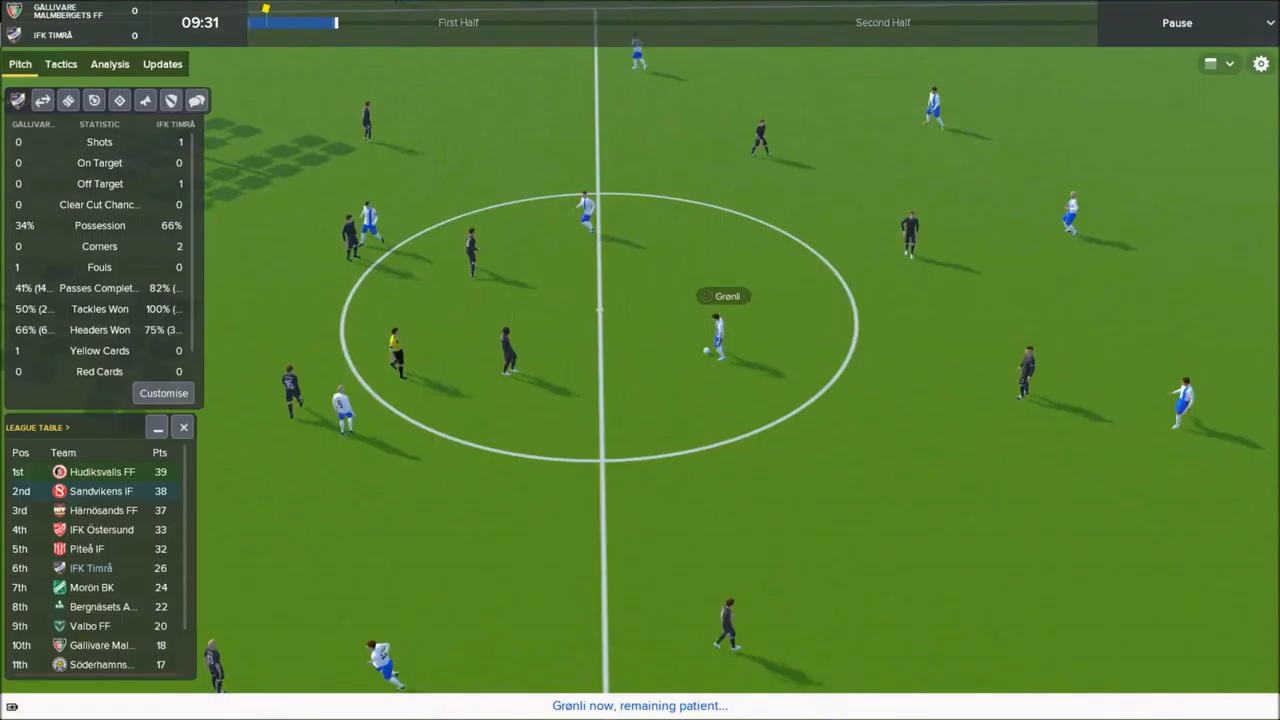 GÄLLIVARE MALMBERGETS FF 0
IFK TIMRÅ 0
09:31
First Half
Second Half
Pause
Pitch Tactics Analysis Updates
GÄLLIVAR... STATISTIC IFK TIMRÅ
0 Shots 1
0 On Target 0
0 Off Target 1
0 Clear Cut Chanc... 0
34% Possession 66%
0 Corners 2
1 Fouls 0
41% (14... Passes Complet... 82% (...
50% (2... Tackles Won 100% (...
66% (6... Headers Won 75% (3...
1 Yellow Cards 0
0 Red Cards 0
Customise
Grønli
LEAGUE TABLE >
Pos Team Pts
1st Hudiksvalls FF 39
2nd Sandvikens IF 38
3rd Härnösands FF 37
4th IFK Östersund 33
5th Piteå IF 32
6th IFK Timrå 26
7th Morön BK 24
8th Bergnäsets A... 22
9th Valbo FF 20
10th Gällivare Mal... 18
11th Söderhamns... 17
Grønli now, remaining patient...